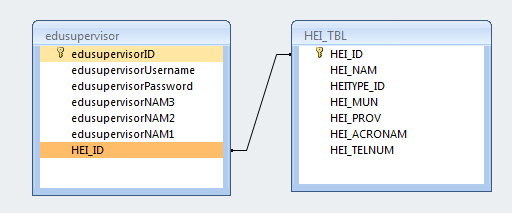 edusupervisor
edusupervisorID
edusupervisorUsername
edusupervisorPassword
edusupervisorNAM3
edusupervisorNAM2
edusupervisorNAM1
HEI_ID
HEI_TBL
HEI_ID
HEI_NAM
HEITYPE_ID
HEI_MUN
HEI_PROV
HEI_ACRONAM
HEI_TELNUM